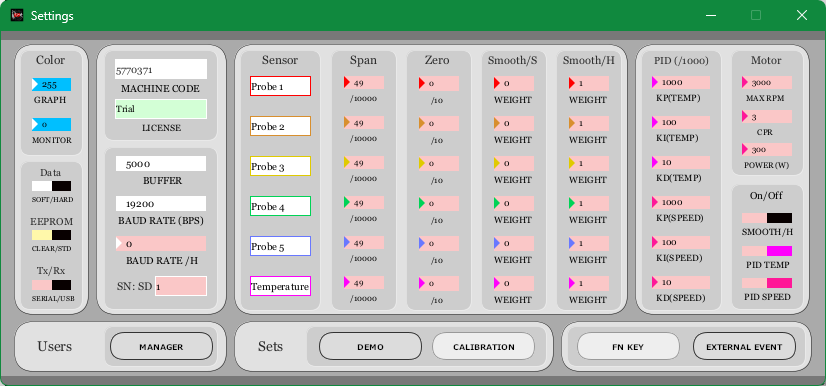 Settings
Color
255
GRAPH
0
MONITOR
Data
SOFT/HARD
EEPROM
CLEAR/STD
Tx/Rx
SERIAL/USB
5770371
MACHINE CODE
Trial
LICENSE
5000
BUFFER
19200
BAUD RATE (BPS)
0
BAUD RATE /H
SN: SD 1
Sensor Span Zero Smooth/S Smooth/H
Probe 1 49 0 0 1
/10000 /10 WEIGHT WEIGHT
Probe 2 49 0 0 1
/10000 /10 WEIGHT WEIGHT
Probe 3 49 0 0 1
/10000 /10 WEIGHT WEIGHT
Probe 4 49 0 0 1
/10000 /10 WEIGHT WEIGHT
Probe 5 49 0 0 1
/10000 /10 WEIGHT WEIGHT
Temperature 49 0 0 1
/10000 /10 WEIGHT WEIGHT
PID (/1000)
1000
KP(TEMP)
100
KI(TEMP)
10
KD(TEMP)
1000
KP(SPEED)
100
KI(SPEED)
10
KD(SPEED)
Motor
3000
MAX RPM
3
CPR
300
POWER (W)
On/Off
SMOOTH/H
PID TEMP
PID SPEED
Users MANAGER
Sets DEMO CALIBRATION
FN KEY EXTERNAL EVENT